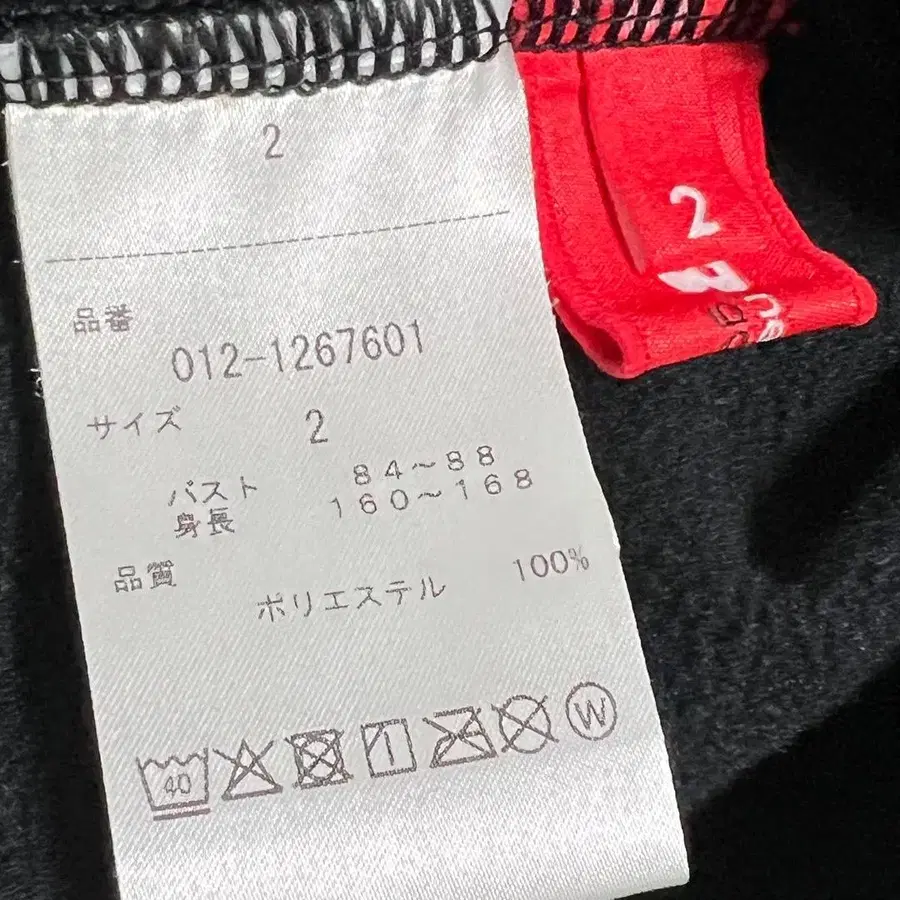 2
品番
012-1267601
サイズ 2
バスト 84～88
身長 160～168
品質
ポリエステル 100%
40
W
2